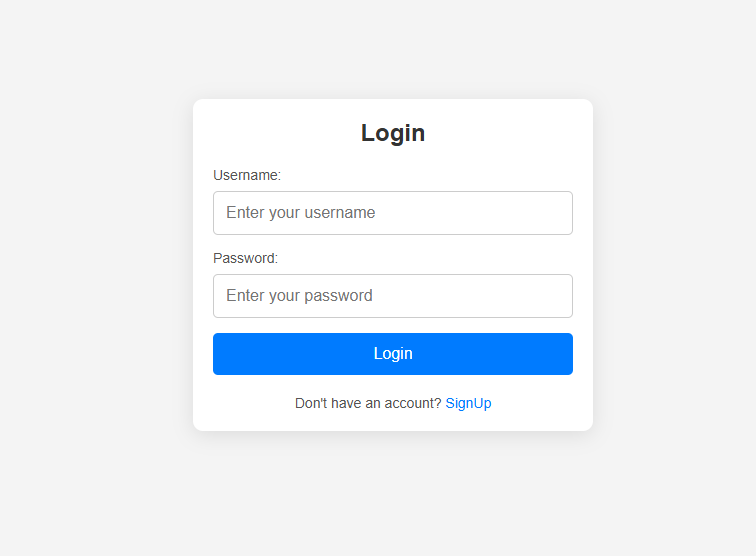 Login
Username:
Enter your username
Password:
Enter your password
Login
Don't have an account? SignUp